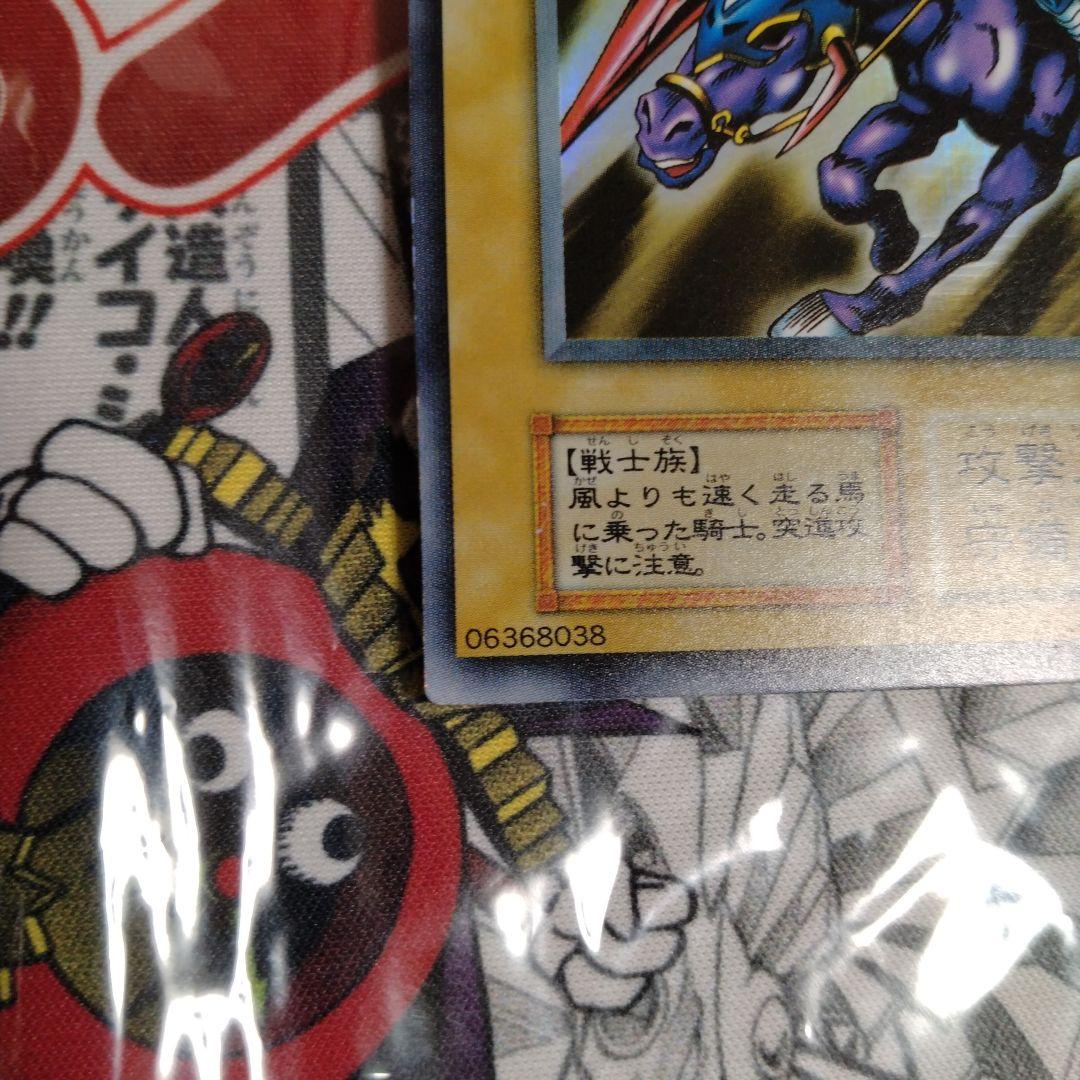 造ん
イコ・・・
!!
【戦士族】
風よりも速く走る馬
に乗った騎士。突進攻
撃に注意。
攻撃
守備
06368038